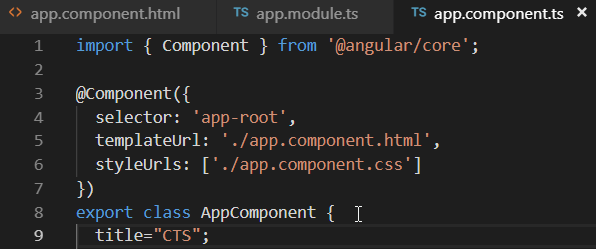 <> app.component.html TS app.module.ts TS app.component.ts ×
1 import { Component } from '@angular/core';
2
3 @Component({
4 selector: 'app-root',
5 templateUrl: './app.component.html',
6 styleUrls: ['./app.component.css']
7 })
8 export class AppComponent {
9 title="CTS";